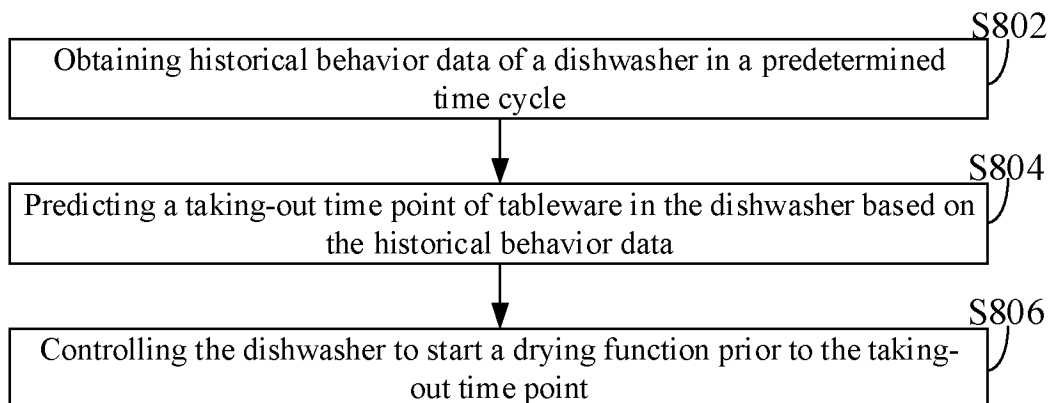 S802
Obtaining historical behavior data of a dishwasher in a predetermined
time cycle
S804
Predicting a taking-out time point of tableware in the dishwasher based on
the historical behavior data
S806
Controlling the dishwasher to start a drying function prior to the taking-
out time point